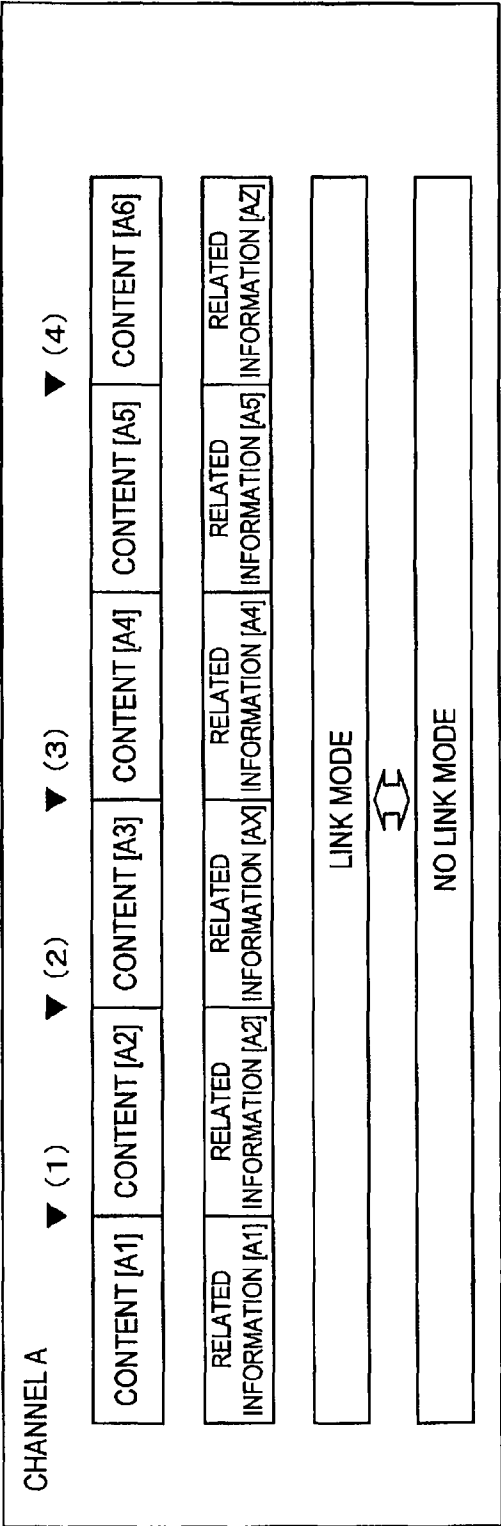 CHANNEL A
▼ (1)
▼ (2)
▼ (3)
▼ (4)
CONTENT [A1]
CONTENT [A2]
CONTENT [A3]
CONTENT [A4]
CONTENT [A5]
CONTENT [A6]
RELATED
INFORMATION [A1]
RELATED
INFORMATION [A2]
RELATED
INFORMATION [AX]
RELATED
INFORMATION [A4]
RELATED
INFORMATION [A5]
RELATED
INFORMATION [AZ]
LINK MODE
NO LINK MODE